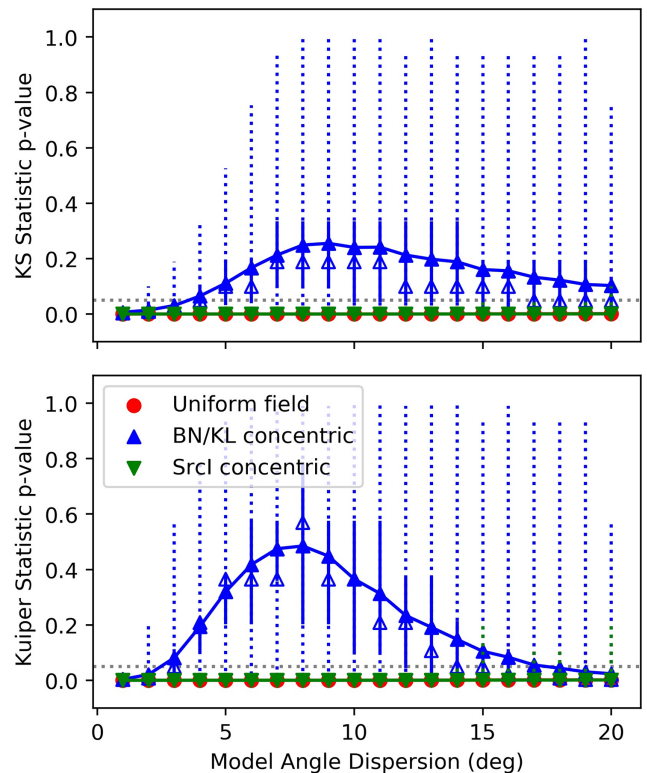 1.0
0.8
0.6
0.4
0.2
0.0
KS Statistic p-value
Uniform field
BN/KL concentric
SrcI concentric
1.0
0.8
0.6
0.4
0.2
0.0
Kuiper Statistic p-value
0 5 10 15 20
Model Angle Dispersion (deg)